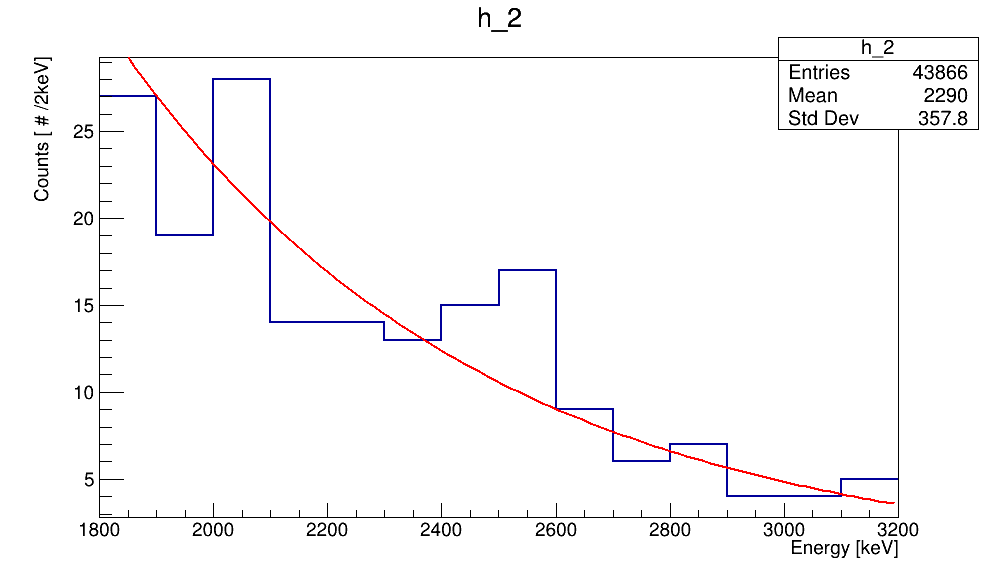 h_2
h_2
Entries 43866
Mean 2290
Std Dev 357.8
Counts [ # /2keV]
25
20
15
10
5
1800 2000 2200 2400 2600 2800 3000 3200
Energy [keV]